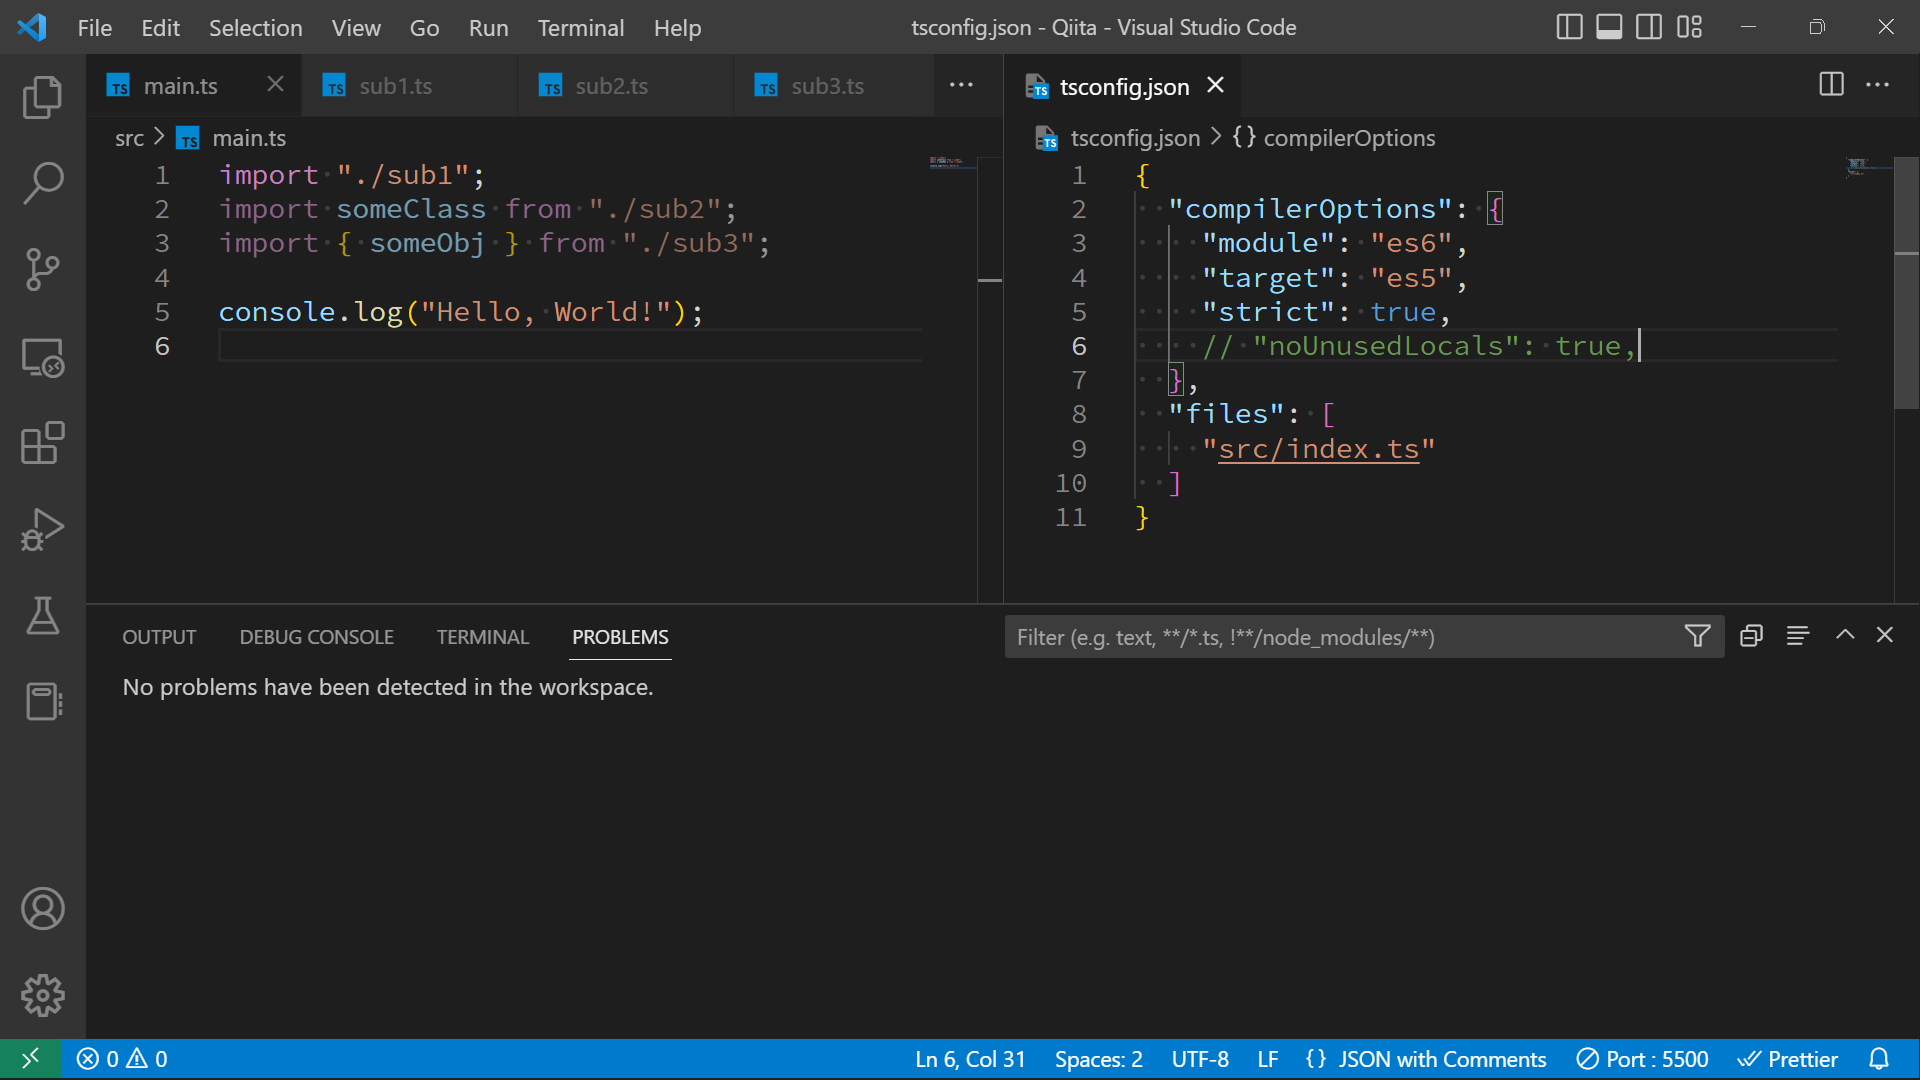 File Edit Selection View Go Run Terminal Help tsconfig.json - Qiita - Visual Studio Code
TS main.ts TS sub1.ts TS sub2.ts TS sub3.ts ···
src > TS main.ts
1 import "./sub1";
2 import someClass from "./sub2";
3 import { someObj } from "./sub3";
4
5 console.log("Hello, World!");
6
TS tsconfig.json ···
TS tsconfig.json > {} compilerOptions
1 {
2 "compilerOptions": {
3 "module": "es6",
4 "target": "es5",
5 "strict": true,
6 // "noUnusedLocals": true,
7 },
8 "files": [
9 "src/index.ts"
10 ]
11 }
OUTPUT DEBUG CONSOLE TERMINAL PROBLEMS Filter (e.g. text, **/*.ts, !**/node_modules/**)
No problems have been detected in the workspace.
0 0 Ln 6, Col 31 Spaces: 2 UTF-8 LF {} JSON with Comments Port : 5500 Prettier